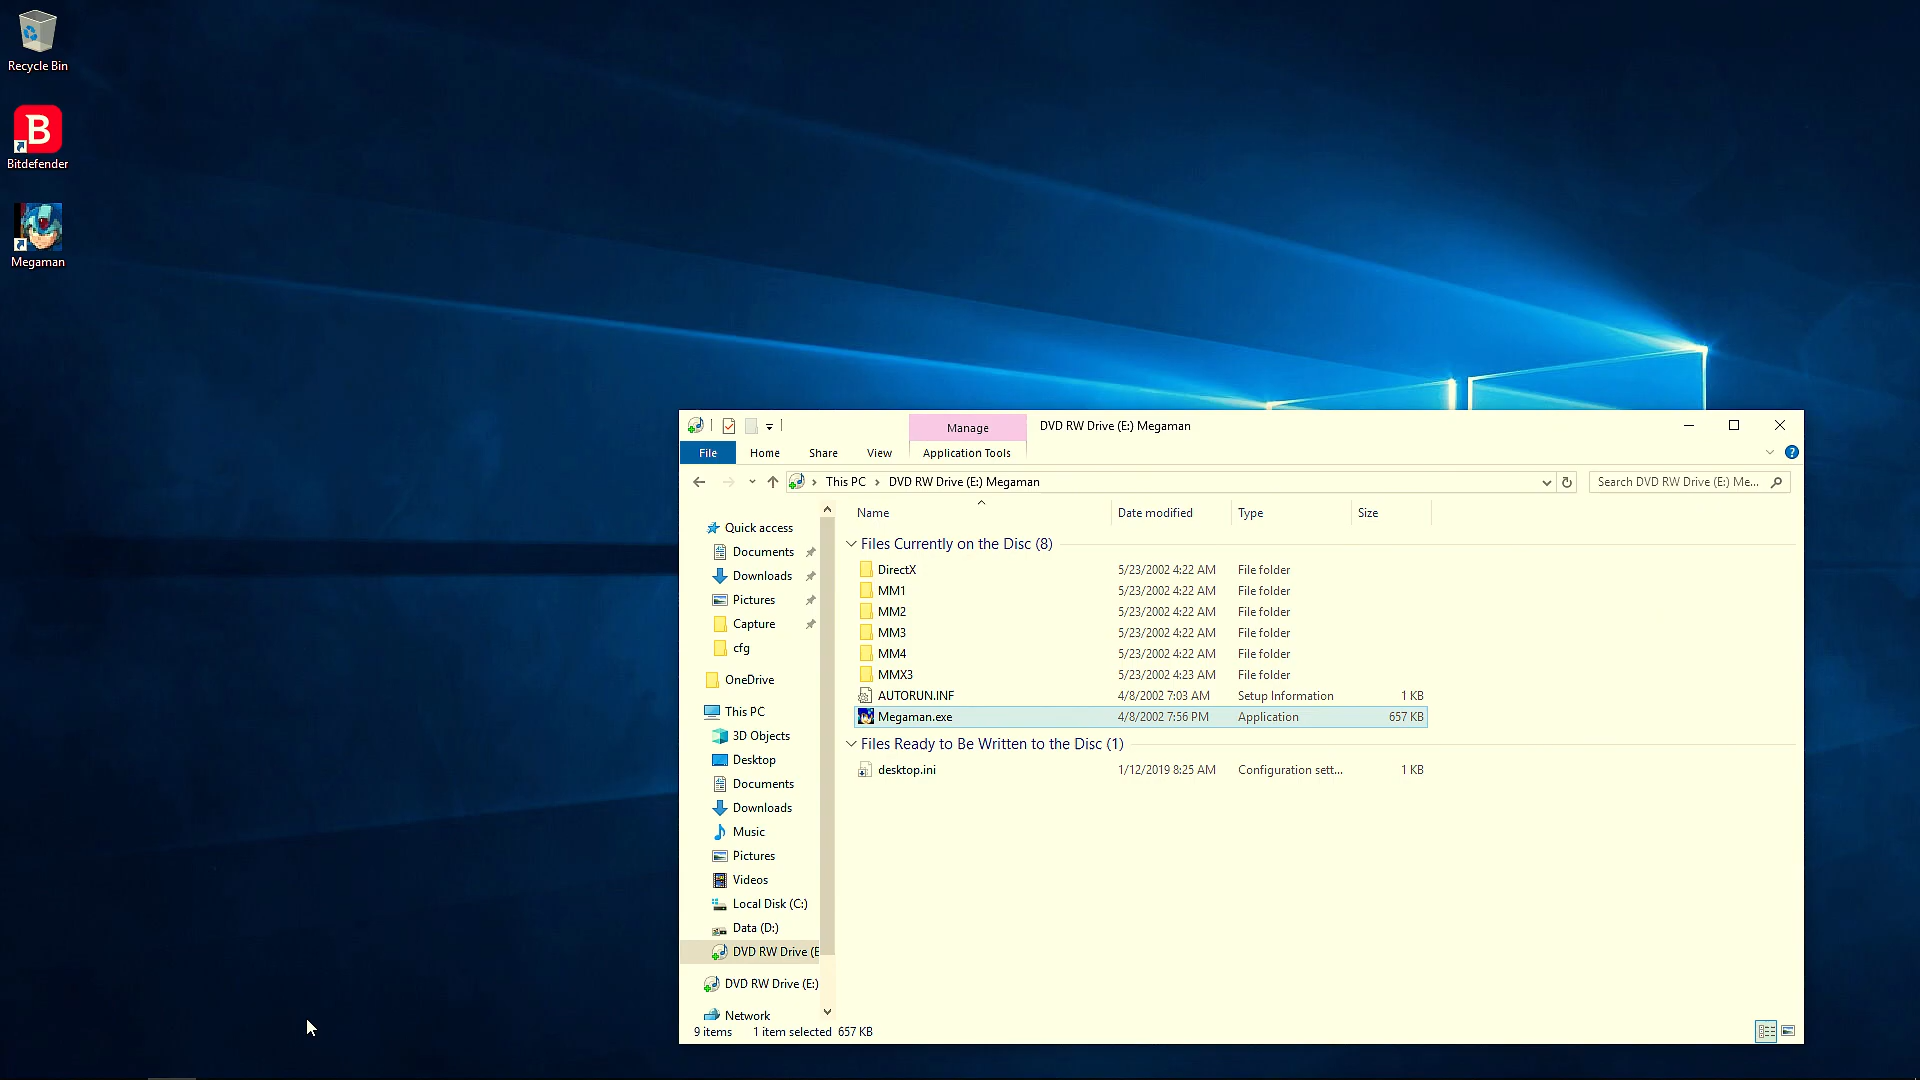 Recycle Bin
B
Bitdefender
Megaman
Manage
DVD RW Drive (E:) Megaman
File
Home
Share
View
Application Tools
?
This PC
DVD RW Drive (E:) Megaman
Search DVD RW Drive (E:) Me...
Name
Date modified
Type
Size
Quick access
Documents
Downloads
Pictures
Capture
cfg
OneDrive
This PC
3D Objects
Desktop
Documents
Downloads
Music
Pictures
Videos
Local Disk (C:)
Data (D:)
DVD RW Drive (E
DVD RW Drive (E:)
Network
Files Currently on the Disc (8)
DirectX 5/23/2002 4:22 AM File folder
MM1 5/23/2002 4:22 AM File folder
MM2 5/23/2002 4:22 AM File folder
MM3 5/23/2002 4:22 AM File folder
MM4 5/23/2002 4:22 AM File folder
MMX3 5/23/2002 4:23 AM File folder
AUTORUN.INF 4/8/2002 7:03 AM Setup Information 1 KB
Megaman.exe 4/8/2002 7:56 PM Application 657 KB
Files Ready to Be Written to the Disc (1)
desktop.ini 1/12/2019 8:25 AM Configuration sett... 1 KB
9 items 1 item selected 657 KB